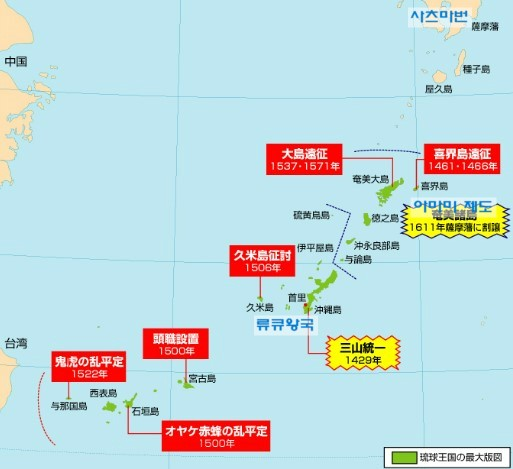 사츠마번
薩摩藩
中国
種子島
屋久島
大島遠征
1537・1571年
喜界島遠征
1461・1466年
奄美大島
喜界島
아마미 제도
奄美諸島
1611年薩摩藩に割譲
硫黄鳥島
徳之島
伊平屋島
沖永良部島
与論島
久米島征討
1506年
首里
久米島
沖縄島
류큐왕국
頭職設置
1500年
三山統一
1429年
台湾
鬼虎の乱平定
1522年
宮古島
西表島
与那国島
石垣島
オヤケ赤蜂の乱平定
1500年
琉球王国の最大版図